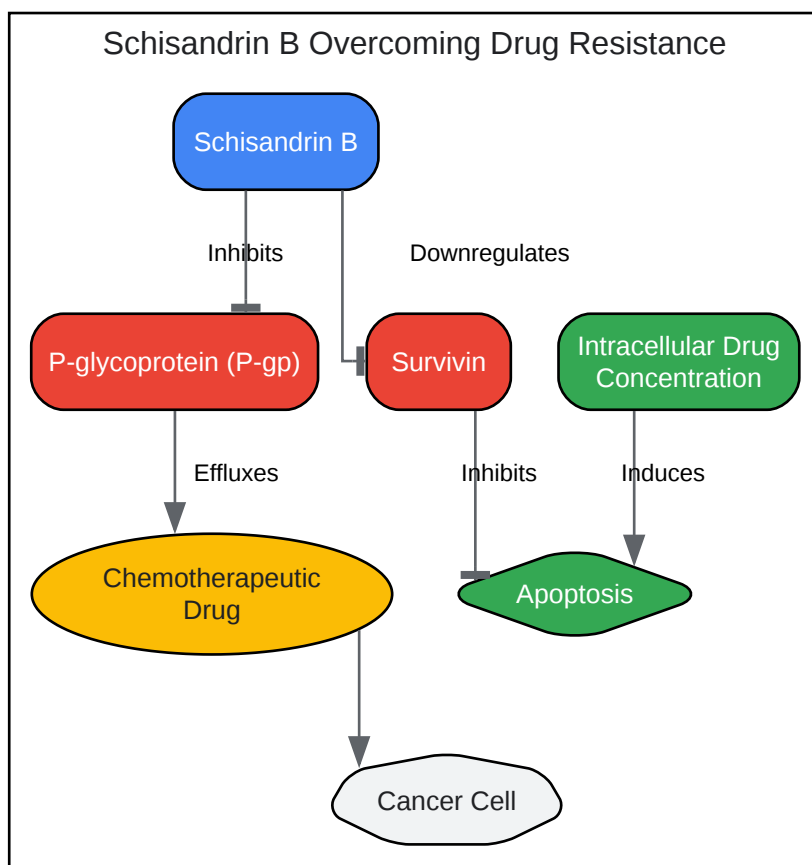 Schisandrin B Overcoming Drug Resistance
Schisandrin B
Inhibits
Downregulates
P-glycoprotein (P-gp)
Survivin
Intracellular Drug
Concentration
Effluxes
Inhibits
Induces
Chemotherapeutic
Drug
Apoptosis
Cancer Cell